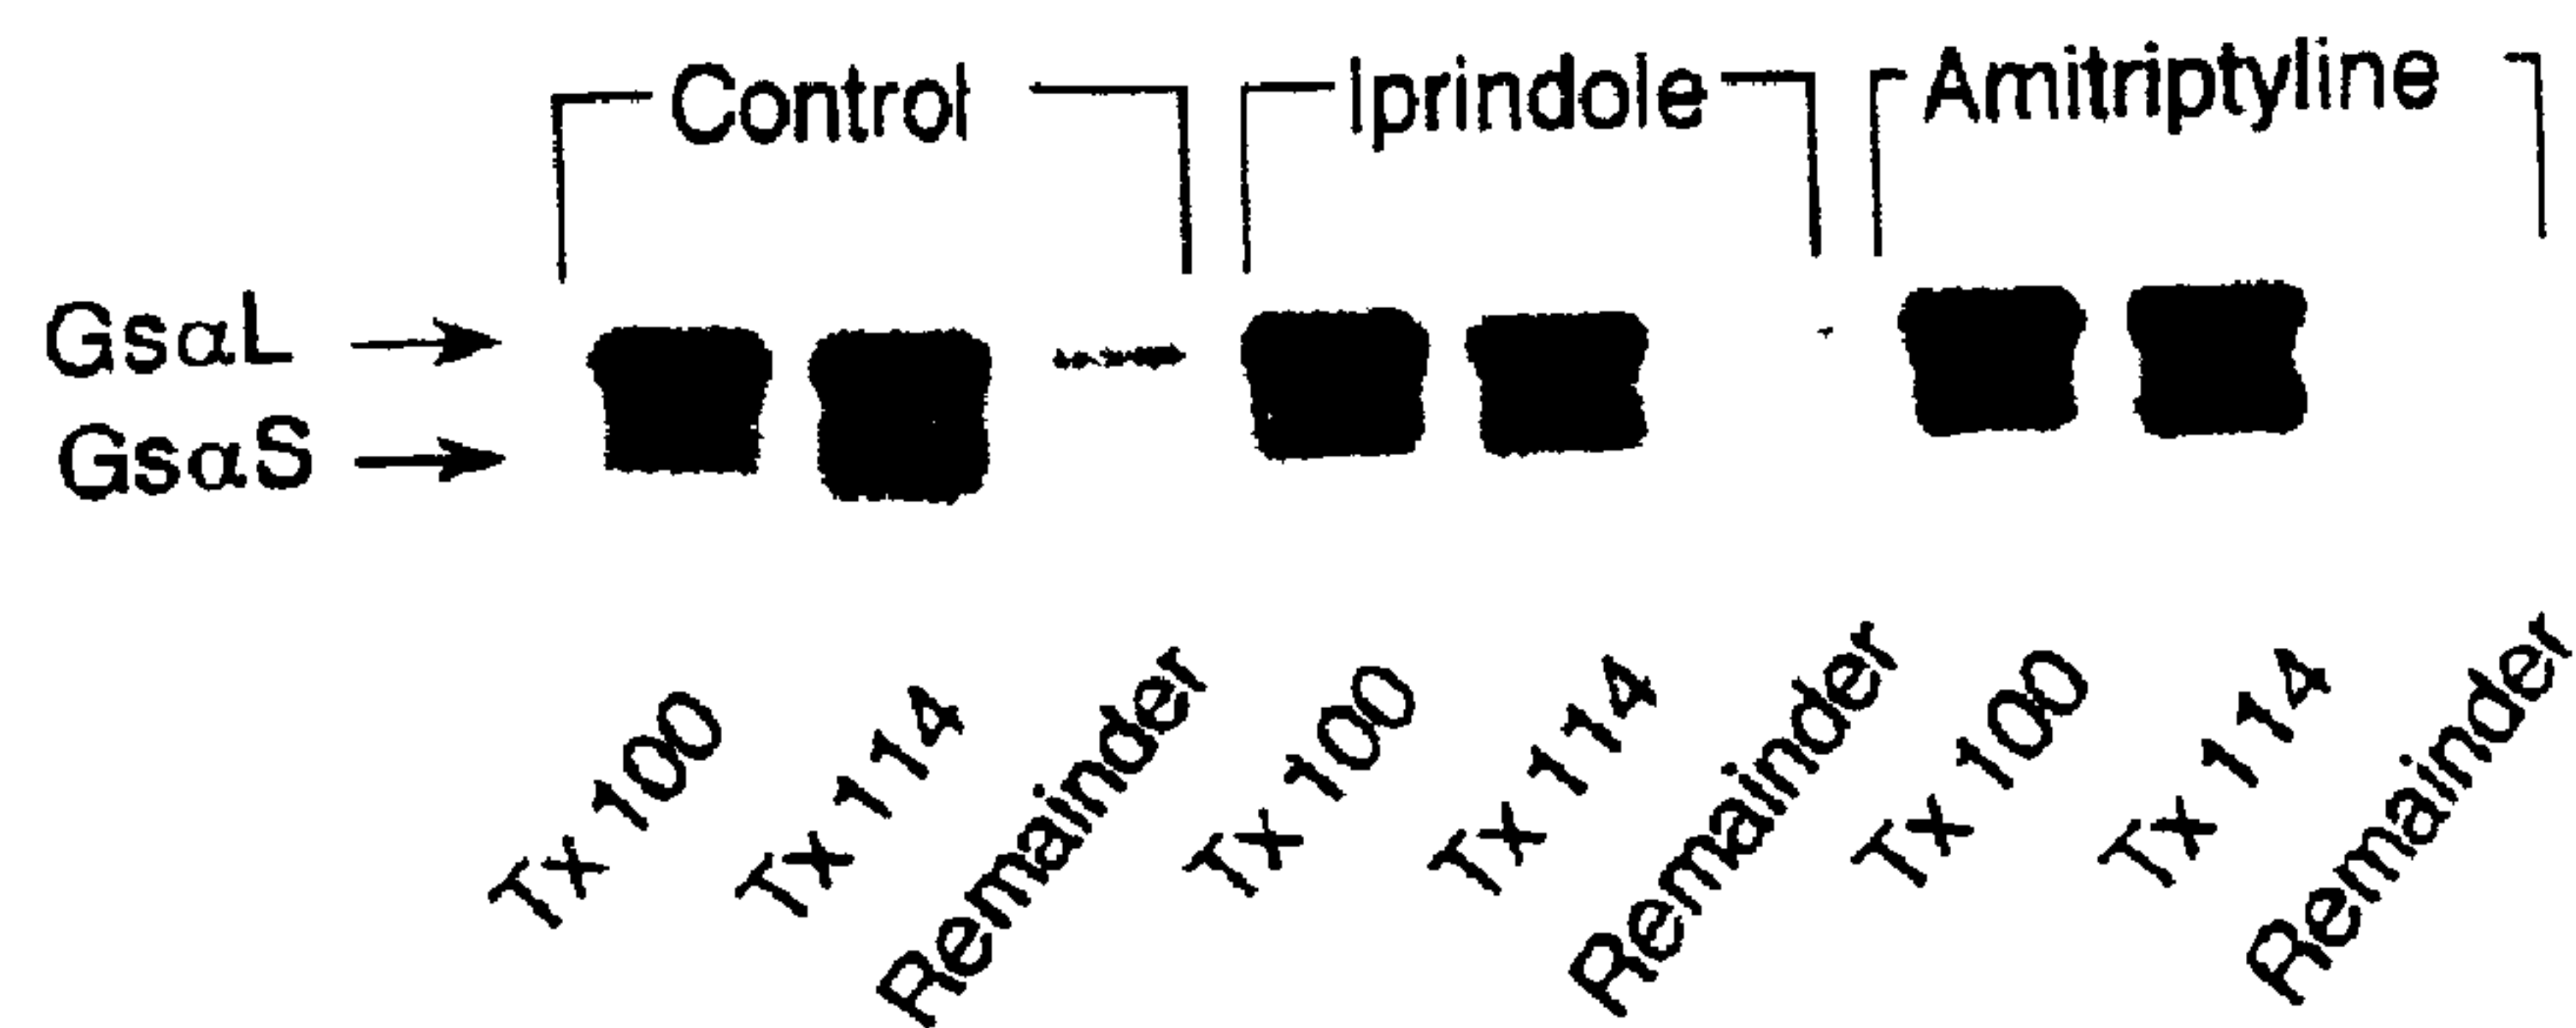 Control Iprindole Amitriptyline
GsαL
GsαS
Tx 100 Tx 114 Remainder Tx 100 Tx 114 Remainder Tx 100 Tx 114 Remainder